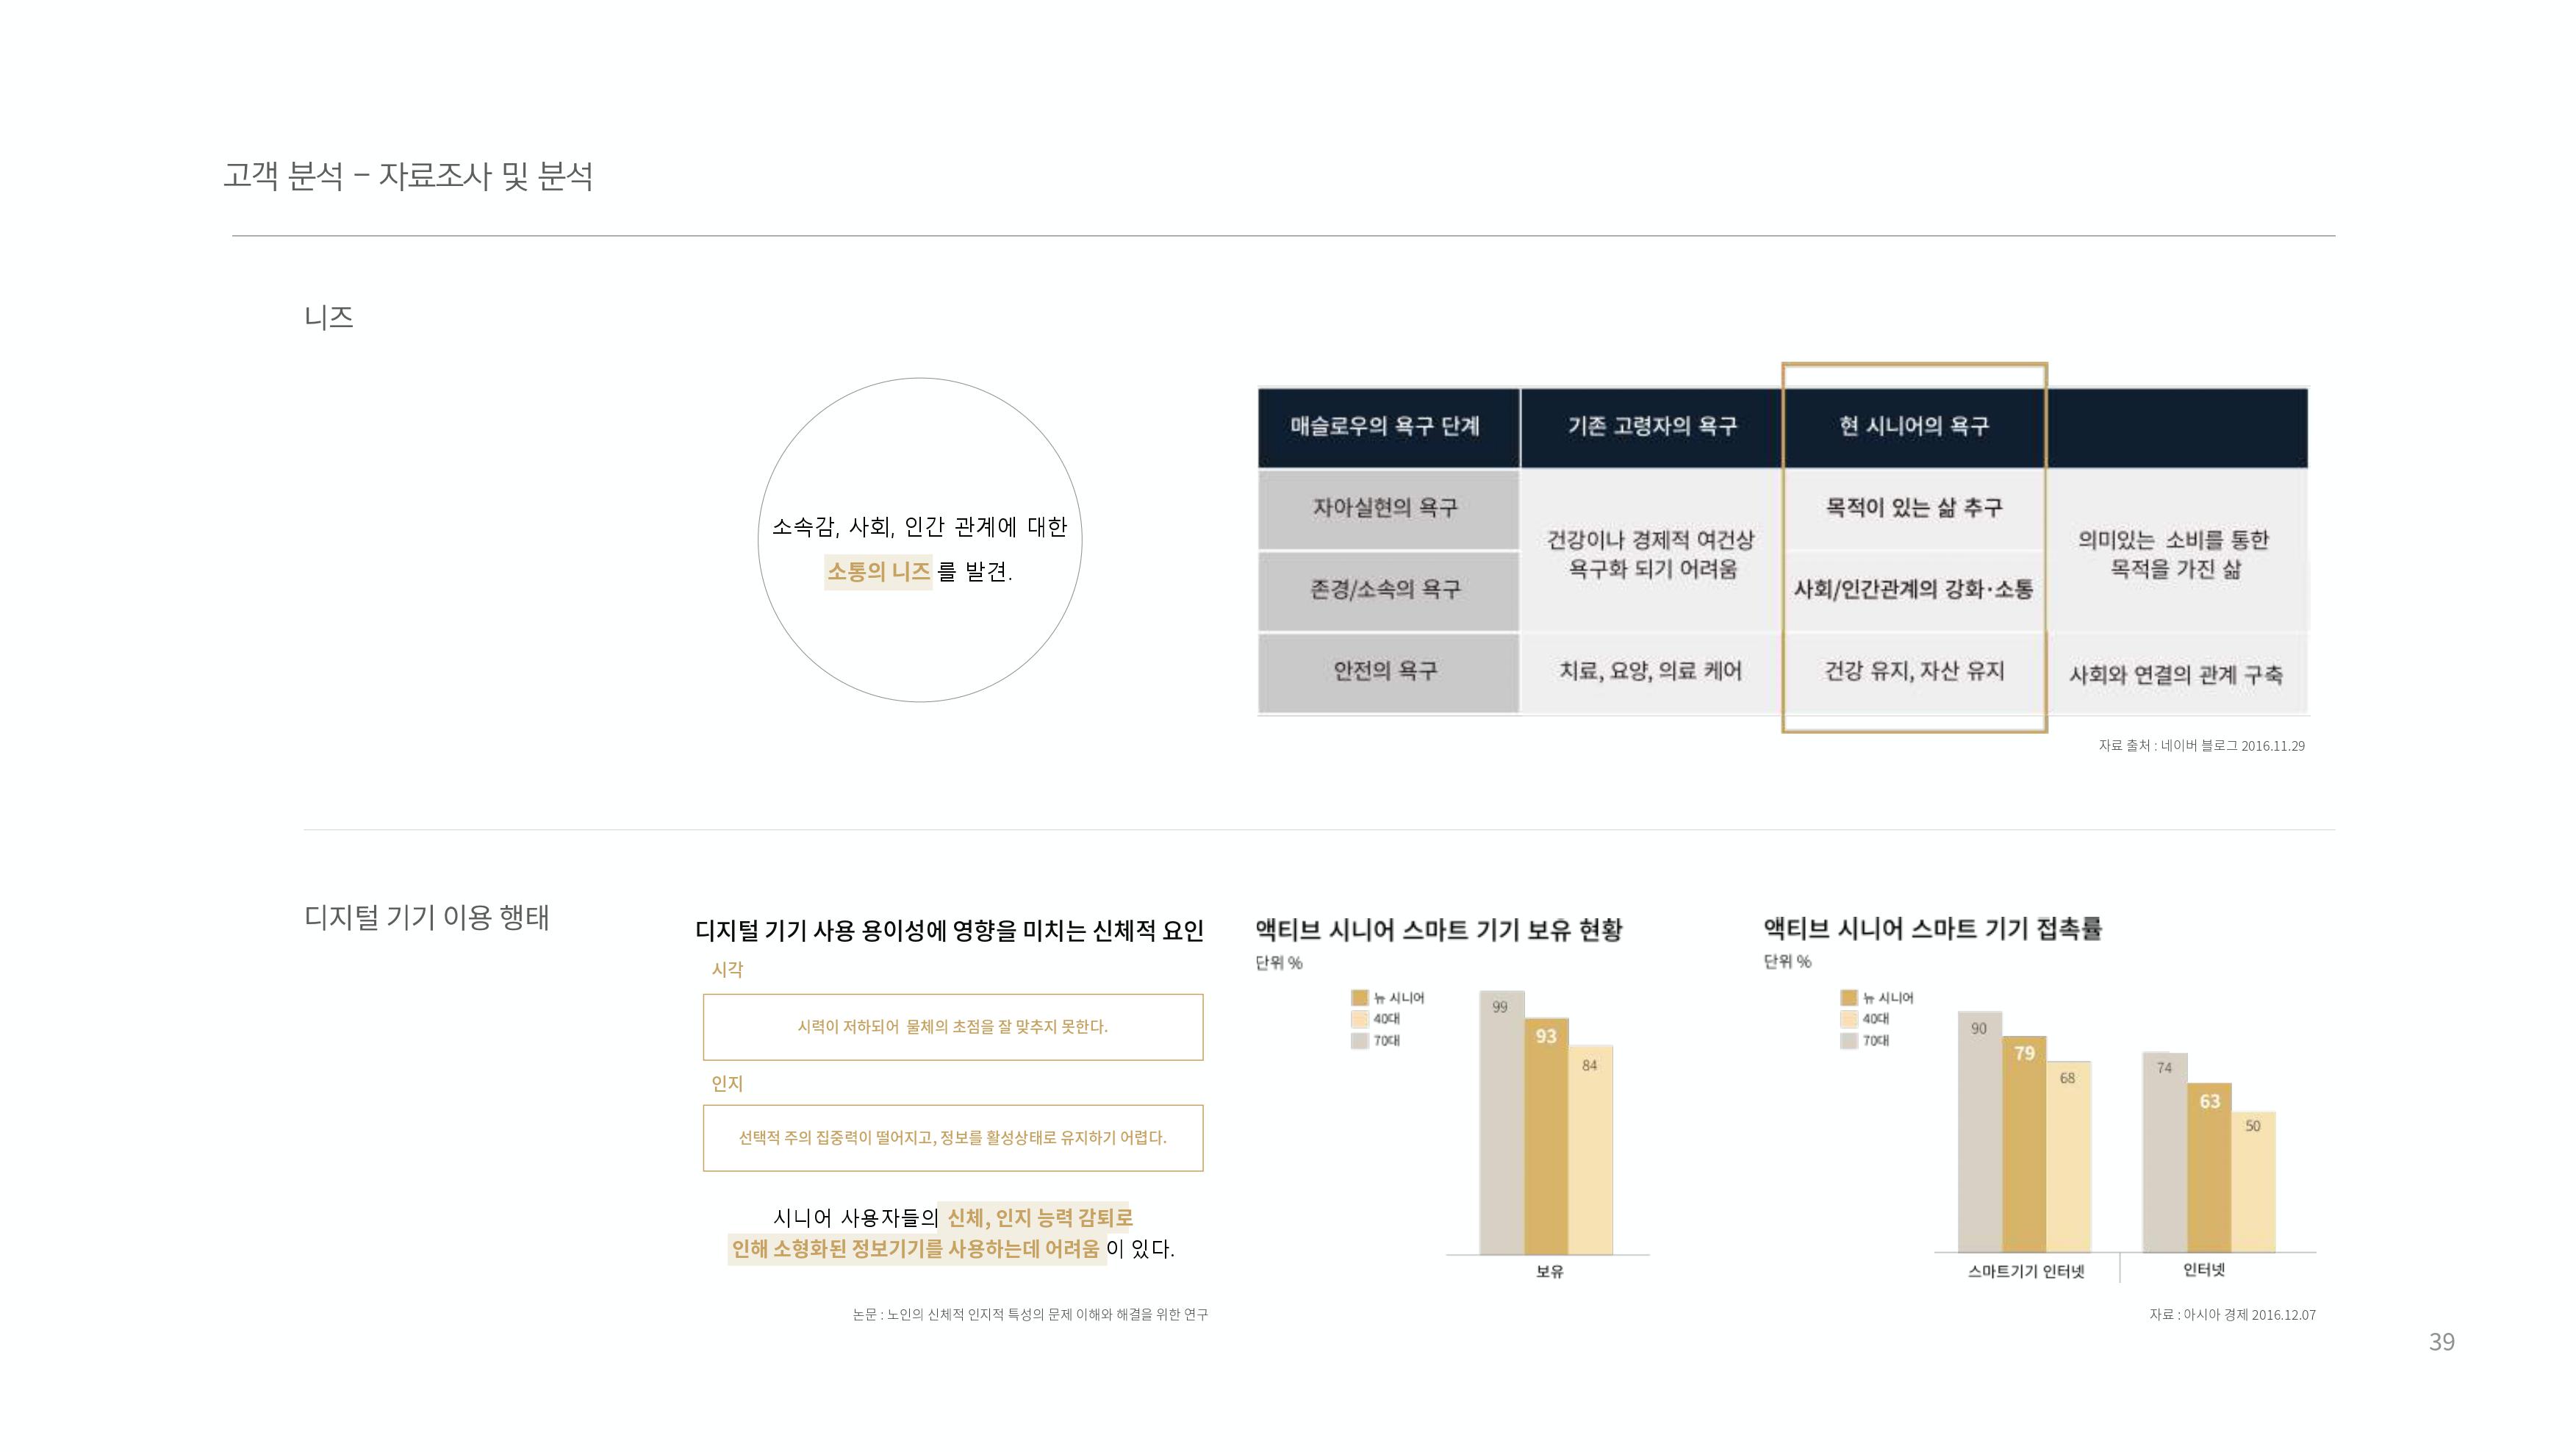 고객 분석 – 자료조사 및 분석
니즈
소속감, 사회, 인간 관계에 대한
소통의 니즈 를 발견.
매슬로우의 욕구 단계
기존 고령자의 욕구
현 시니어의 욕구
자아실현의 욕구
건강이나 경제적 여건상
욕구화 되기 어려움
목적이 있는 삶 추구
의미있는 소비를 통한
목적을 가진 삶
존경/소속의 욕구
사회/인간관계의 강화·소통
안전의 욕구
치료, 요양, 의료 케어
건강 유지, 자산 유지
사회와 연결의 관계 구축
자료 출처 : 네이버 블로그 2016.11.29
디지털 기기 이용 행태
디지털 기기 사용 용이성에 영향을 미치는 신체적 요인
시각
시력이 저하되어 물체의 초점을 잘 맞추지 못한다.
인지
선택적 주의 집중력이 떨어지고, 정보를 활성상태로 유지하기 어렵다.
시니어 사용자들의 신체, 인지 능력 감퇴로
인해 소형화된 정보기기를 사용하는데 어려움 이 있다.
논문 : 노인의 신체적 인지적 특성의 문제 이해와 해결을 위한 연구
액티브 시니어 스마트 기기 보유 현황
단위 %
뉴 시니어
40대
70대
99
93
84
보유
액티브 시니어 스마트 기기 접촉률
단위 %
뉴 시니어
40대
70대
90
79
68
74
63
50
스마트기기 인터넷
인터넷
자료 : 아시아 경제 2016.12.07
39